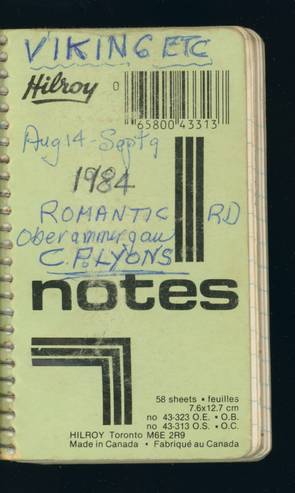 VIKING ETC
Hilroy
0
65800 43313
Aug 14 - Sept 9
1984
ROMANTIC RD
Oberammergau
C.P. LYONS
notes
58 sheets • feuilles
7.6x12.7 cm
no 43-323 O.E. • O.B.
no 43-313 O.S. • O.C.
HILROY Toronto M6E 2R9
Made in Canada • Fabriqué au Canada